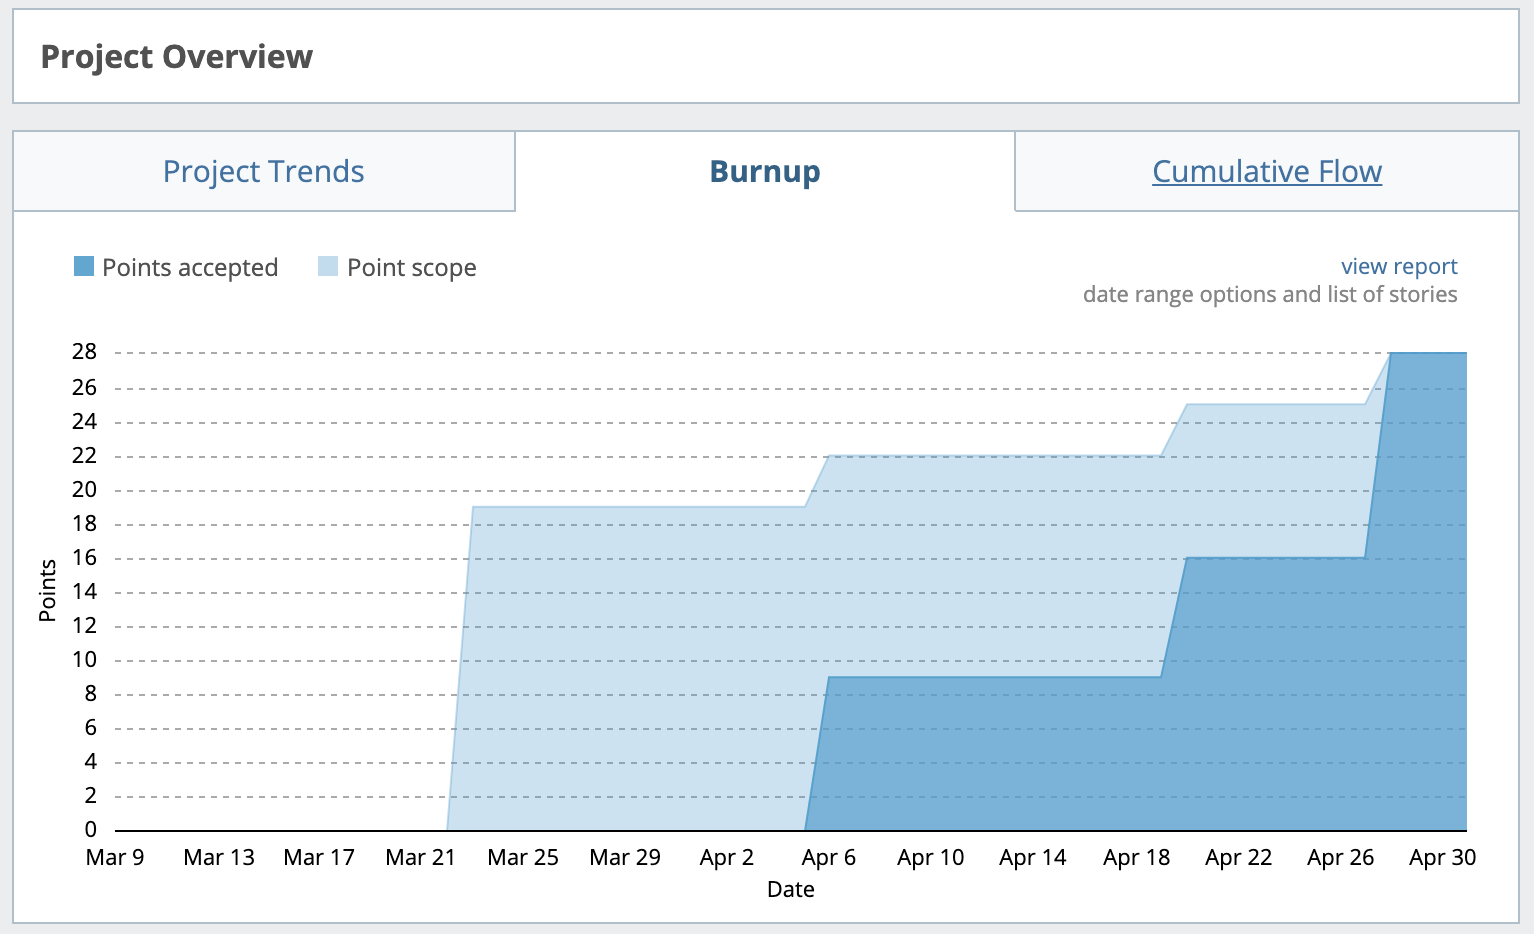 Project Overview
Project Trends
Burnup
Cumulative Flow
Points accepted
Point scope
view report
date range options and list of stories
28
26
24
22
20
18
16
14
12
10
8
6
4
2
0
Points
Mar 9 Mar 13 Mar 17 Mar 21 Mar 25 Mar 29 Apr 2 Apr 6 Apr 10 Apr 14 Apr 18 Apr 22 Apr 26 Apr 30
Date